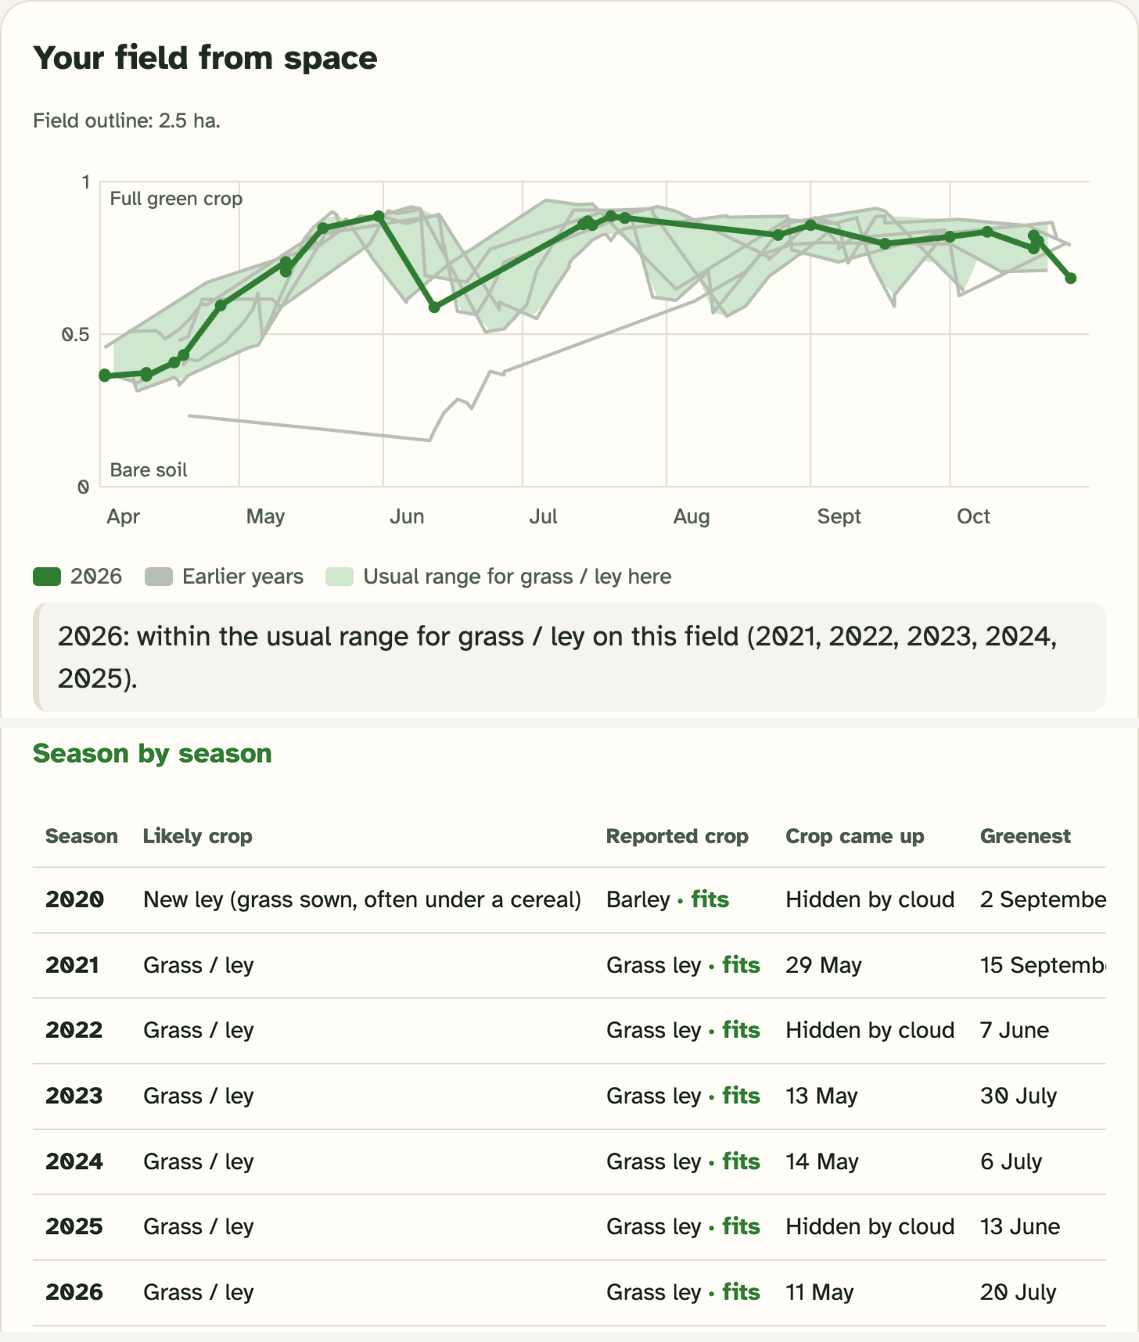 Your field from space
Field outline: 2.5 ha.
1
Full green crop
0.5
Bare soil
0
Apr May Jun Jul Aug Sept Oct
2026 Earlier years Usual range for grass / ley here
2026: within the usual range for grass / ley on this field (2021, 2022, 2023, 2024,
2025).
Season by season
Season Likely crop Reported crop Crop came up Greenest
2020 New ley (grass sown, often under a cereal) Barley · fits Hidden by cloud 2 Septembe
2021 Grass / ley Grass ley · fits 29 May 15 Septemb
2022 Grass / ley Grass ley · fits Hidden by cloud 7 June
2023 Grass / ley Grass ley · fits 13 May 30 July
2024 Grass / ley Grass ley · fits 14 May 6 July
2025 Grass / ley Grass ley · fits Hidden by cloud 13 June
2026 Grass / ley Grass ley · fits 11 May 20 July